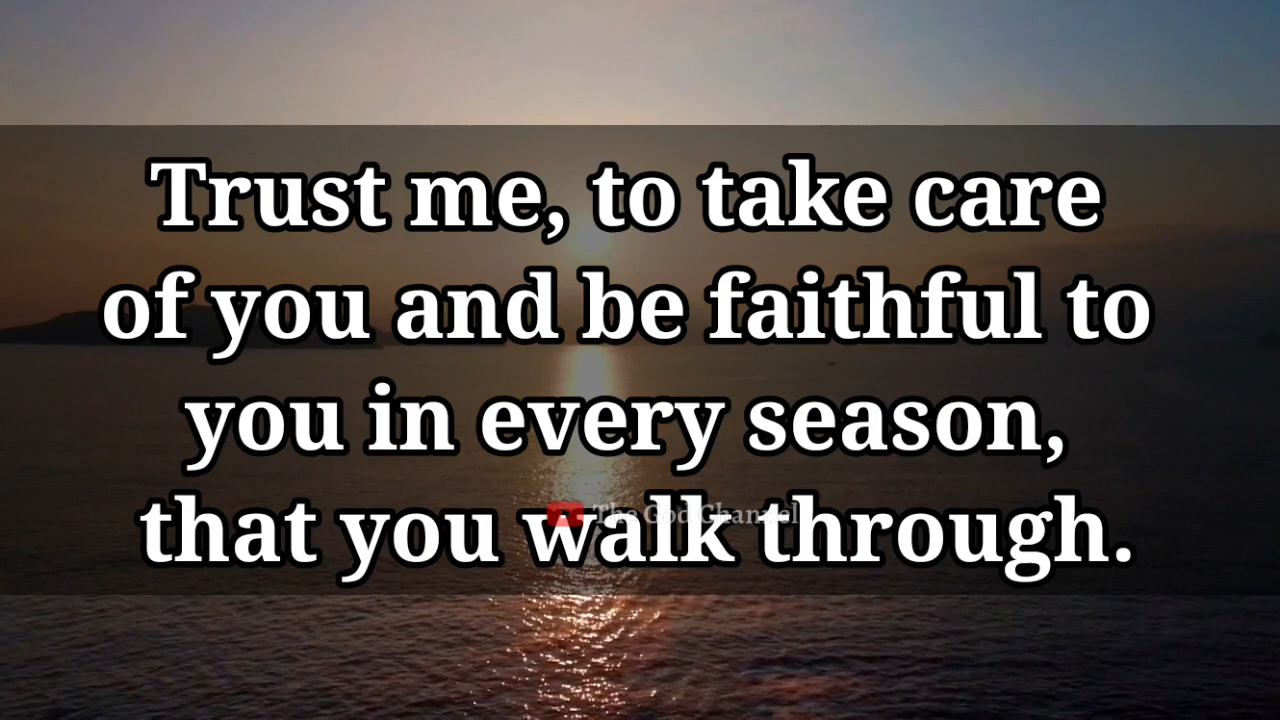 Trust me, to take care
of you and be faithful to
you in every season,
that you walk through.
The God Channel